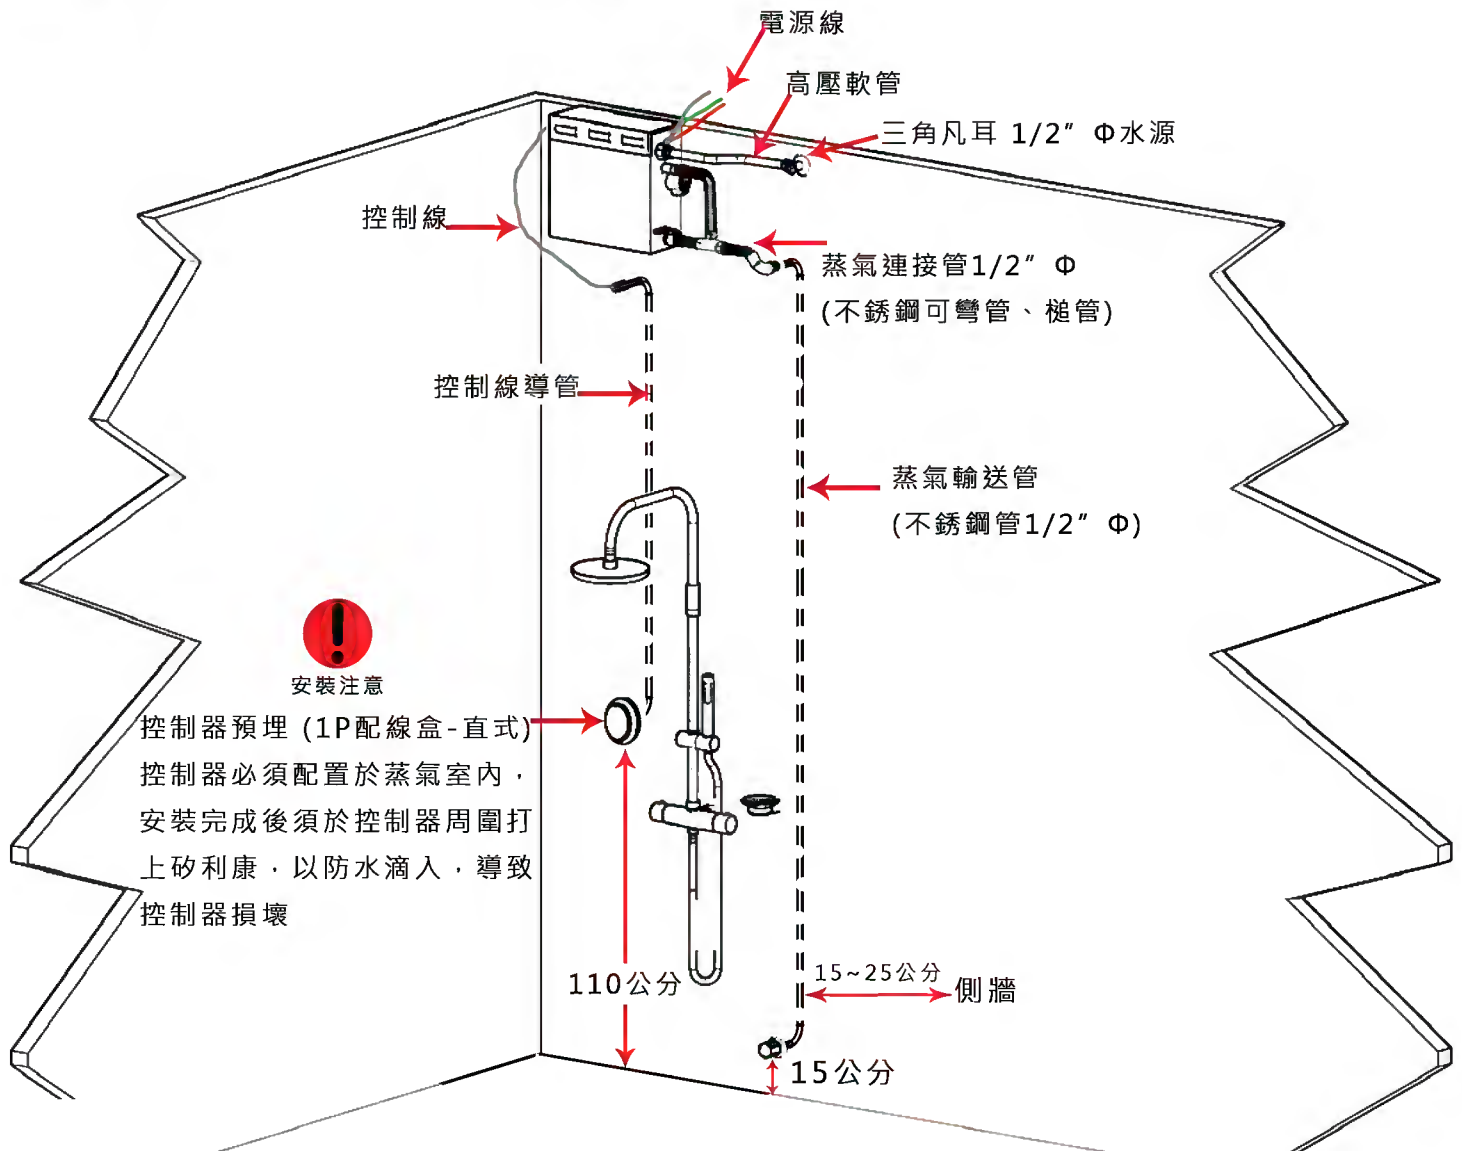 電源線
高壓軟管
三角凡耳 1/2" Φ水源
控制線
蒸氣連接管1/2" Φ
(不銹鋼可彎管、槌管)
控制線導管
蒸氣輸送管
(不銹鋼管1/2" Φ)
安裝注意
控制器預埋 (1P配線盒-直式)
控制器必須配置於蒸氣室內，
安裝完成後須於控制器周圍打
上矽利康，以防水滴入，導致
控制器損壞
110公分
15~25公分
側牆
15公分